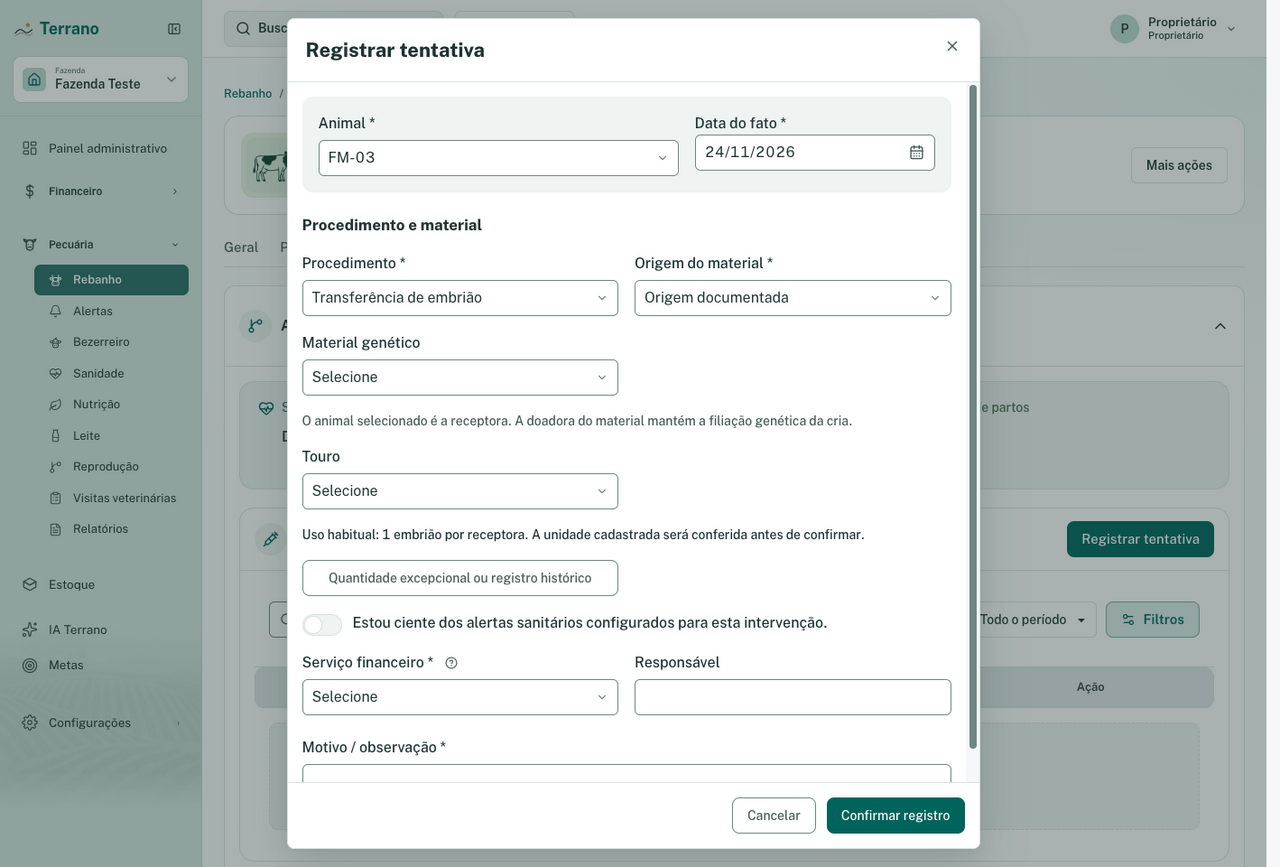 Terrano
Busc
P
Proprietário
Proprietário
Fazenda
Fazenda Teste
Rebanho /
Painel administrativo
Financeiro
Pecuária
Rebanho
Alertas
Bezerreiro
Sanidade
Nutrição
Leite
Reprodução
Visitas veterinárias
Relatórios
Estoque
IA Terrano
Metas
Configurações
Mais ações
Geral
e partos
Registrar tentativa
Todo o período
Filtros
Ação
Registrar tentativa
Animal *
FM-03
Data do fato *
24/11/2026
Procedimento e material
Procedimento *
Transferência de embrião
Origem do material *
Origem documentada
Material genético
Selecione
O animal selecionado é a receptora. A doadora do material mantém a filiação genética da cria.
Touro
Selecione
Uso habitual: 1 embrião por receptora. A unidade cadastrada será conferida antes de confirmar.
Quantidade excepcional ou registro histórico
Estou ciente dos alertas sanitários configurados para esta intervenção.
Serviço financeiro *
Selecione
Responsável
Motivo / observação *
Cancelar
Confirmar registro